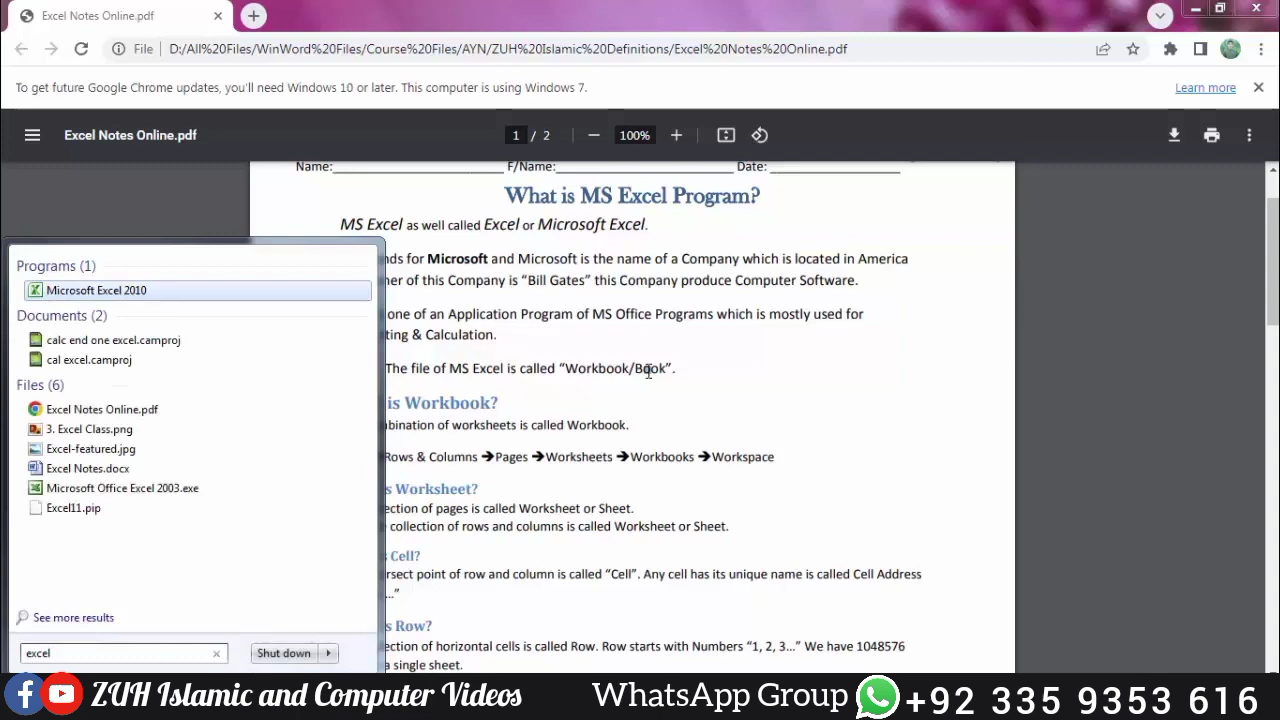 Excel Notes Online.pdf
File
D:/All%20Files/WinWord%20Files/Course%20Files/AYN/ZUH%20Islamic%20Definitions/Excel%20Notes%20Online.pdf
To get future Google Chrome updates, you'll need Windows 10 or later. This computer is using Windows 7.
Learn more
Excel Notes Online.pdf
1 / 2
100%
Name: F/Name: Date:
What is MS Excel Program?
MS Excel as well called Excel or Microsoft Excel.
nds for Microsoft and Microsoft is the name of a Company which is located in America
ner of this Company is “Bill Gates” this Company produce Computer Software.
one of an Application Program of MS Office Programs which is mostly used for
ting & Calculation.
The file of MS Excel is called “Workbook/Book”.
is Workbook?
bination of worksheets is called Workbook.
Rows & Columns ➔Pages ➔Worksheets ➔Workbooks ➔Workspace
s Worksheet?
ection of pages is called Worksheet or Sheet.
collection of rows and columns is called Worksheet or Sheet.
s Cell?
rsect point of row and column is called “Cell”. Any cell has its unique name is called Cell Address
...”
s Row?
ection of horizontal cells is called Row. Row starts with Numbers “1, 2, 3...” We have 1048576
a single sheet.
Programs (1)
Microsoft Excel 2010
Documents (2)
calc end one excel.camproj
cal excel.camproj
Files (6)
Excel Notes Online.pdf
3. Excel Class.png
Excel-featured.jpg
Excel Notes.docx
Microsoft Office Excel 2003.exe
Excel11.pip
See more results
excel
Shut down
ZUH Islamic and Computer Videos
WhatsApp Group
+92 335 9353 616